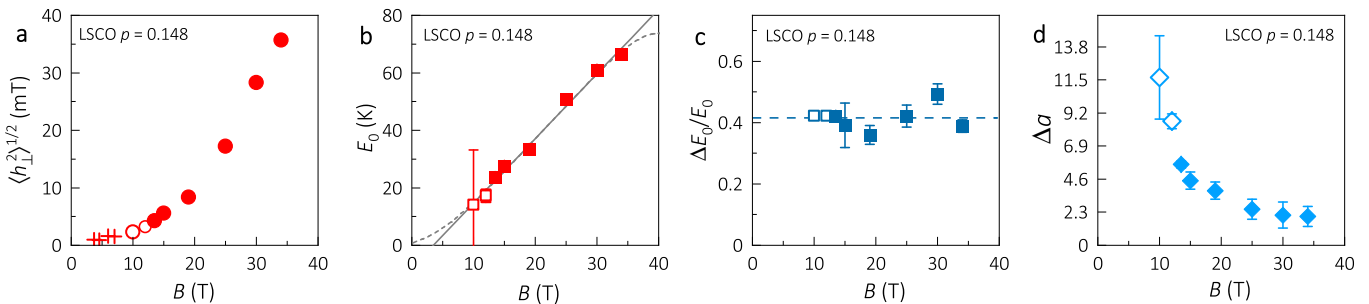 a
LSCO p = 0.148
⟨h⊥²⟩¹/² (mT)
40
30
20
10
0
0 10 20 30 40
B (T)
b
LSCO p = 0.148
E₀ (K)
80
60
40
20
0
0 10 20 30 40
B (T)
c
LSCO p = 0.148
ΔE₀/E₀
0.6
0.4
0.2
0
0 10 20 30 40
B (T)
d
LSCO p = 0.148
Δa
13.8
11.5
9.2
6.9
4.6
2.3
0
0 10 20 30 40
B (T)